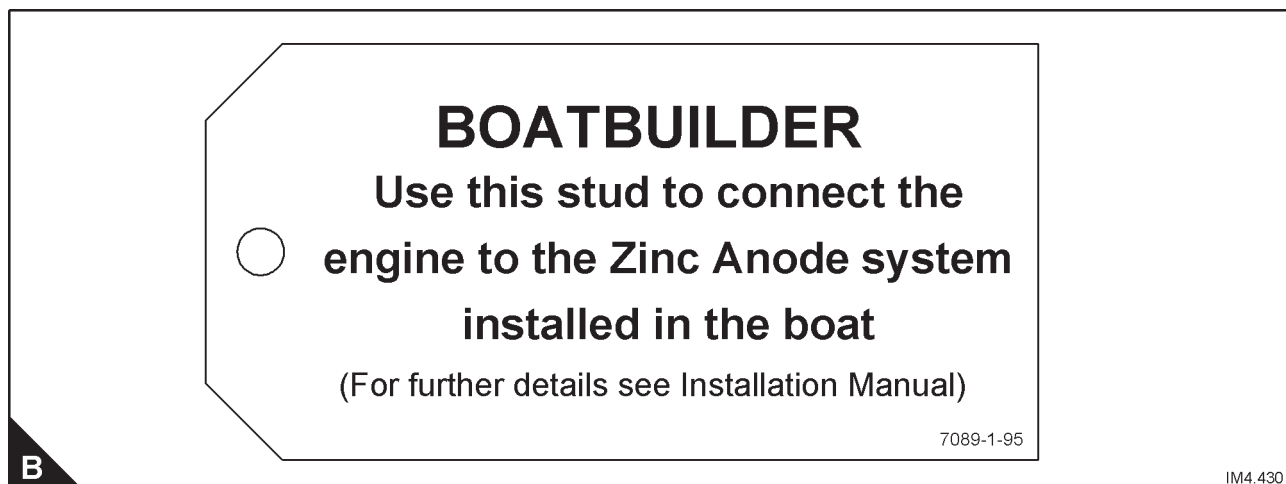 BOATBUILDER
Use this stud to connect the
engine to the Zinc Anode system
installed in the boat
(For further details see Installation Manual)
7089-1-95
B
IM4.430